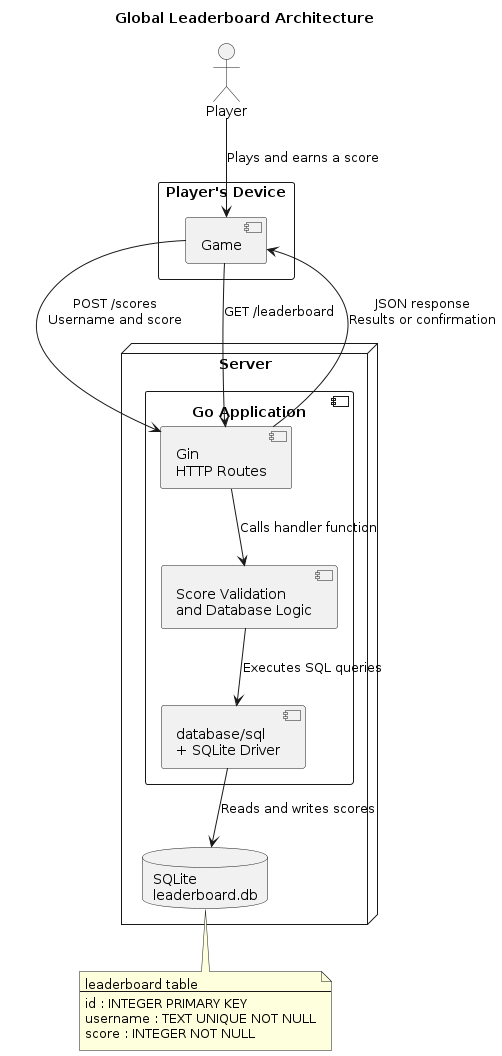 Global Leaderboard Architecture
Player
Plays and earns a score
Player's Device
Game
POST /scores
Username and score
GET /leaderboard
JSON response
Results or confirmation
Server
Go Application
Gin
HTTP Routes
Calls handler function
Score Validation
and Database Logic
Executes SQL queries
database/sql
+ SQLite Driver
Reads and writes scores
SQLite
leaderboard.db
leaderboard table
id : INTEGER PRIMARY KEY
username : TEXT UNIQUE NOT NULL
score : INTEGER NOT NULL